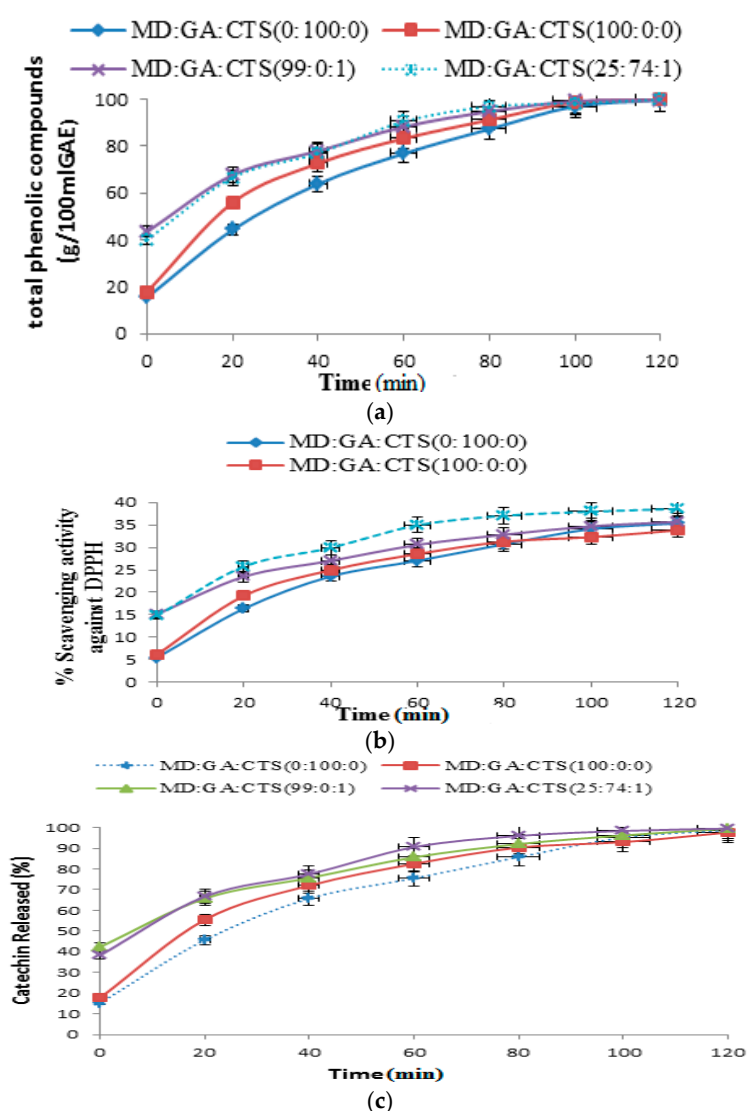 MD:GA:CTS(0:100:0) MD:GA:CTS(100:0:0)
MD:GA:CTS(99:0:1) MD:GA:CTS(25:74:1)
total phenolic compounds
(g/100mlGAE)
100
80
60
40
20
0
0 20 40 60 80 100 120
Time (min)
(a)
MD:GA:CTS(0:100:0)
MD:GA:CTS(100:0:0)
% Scavenging activity
against DPPH
40
35
30
25
20
15
10
5
0
0 20 40 60 80 100 120
Time (min)
(b)
MD:GA:CTS(0:100:0) MD:GA:CTS(100:0:0)
MD:GA:CTS(99:0:1) MD:GA:CTS(25:74:1)
Catechin Released (%)
100
90
80
70
60
50
40
30
20
10
0
0 20 40 60 80 100 120
Time (min)
(c)